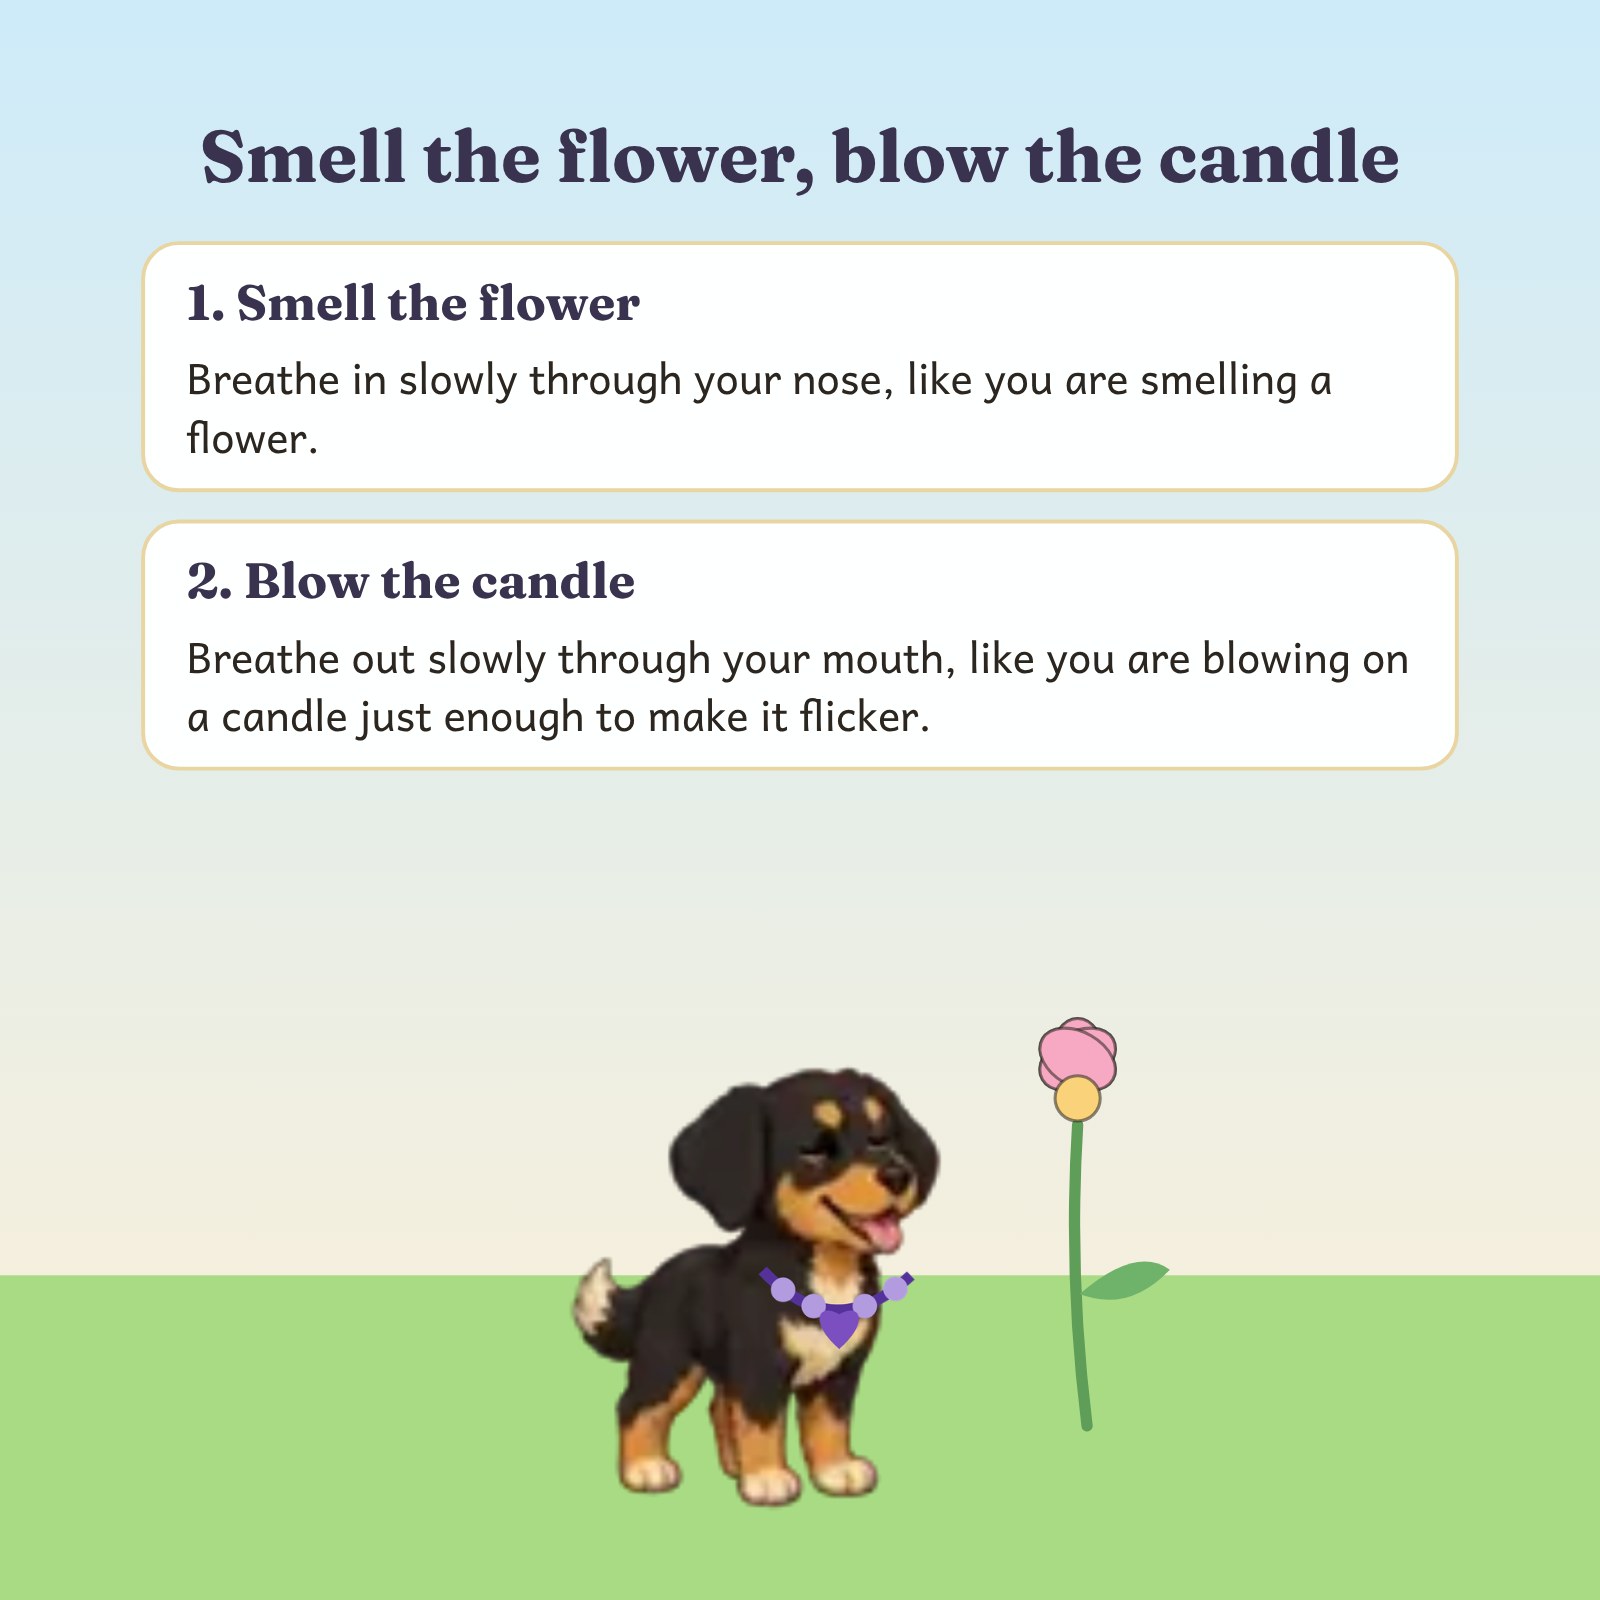 Smell the flower, blow the candle
1. Smell the flower
Breathe in slowly through your nose, like you are smelling a
flower.
2. Blow the candle
Breathe out slowly through your mouth, like you are blowing on
a candle just enough to make it flicker.